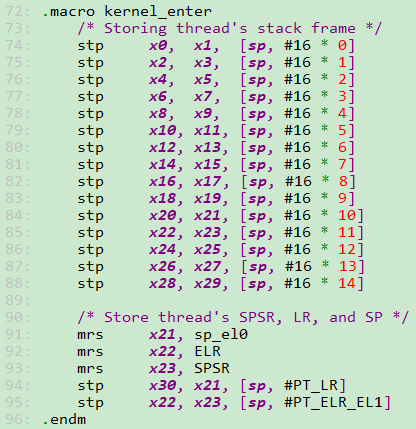 72: .macro kernel_enter
73:     /* Storing thread's stack frame */
74:     stp     x0,  x1,  [sp, #16 * 0]
75:     stp     x2,  x3,  [sp, #16 * 1]
76:     stp     x4,  x5,  [sp, #16 * 2]
77:     stp     x6,  x7,  [sp, #16 * 3]
78:     stp     x8,  x9,  [sp, #16 * 4]
79:     stp     x10, x11, [sp, #16 * 5]
80:     stp     x12, x13, [sp, #16 * 6]
81:     stp     x14, x15, [sp, #16 * 7]
82:     stp     x16, x17, [sp, #16 * 8]
83:     stp     x18, x19, [sp, #16 * 9]
84:     stp     x20, x21, [sp, #16 * 10]
85:     stp     x22, x23, [sp, #16 * 11]
86:     stp     x24, x25, [sp, #16 * 12]
87:     stp     x26, x27, [sp, #16 * 13]
88:     stp     x28, x29, [sp, #16 * 14]
89:
90:     /* Store thread's SPSR, LR, and SP */
91:     mrs     x21, sp_el0
92:     mrs     x22, ELR
93:     mrs     x23, SPSR
94:     stp     x30, x21, [sp, #PT_LR]
95:     stp     x22, x23, [sp, #PT_ELR_EL1]
96: .endm